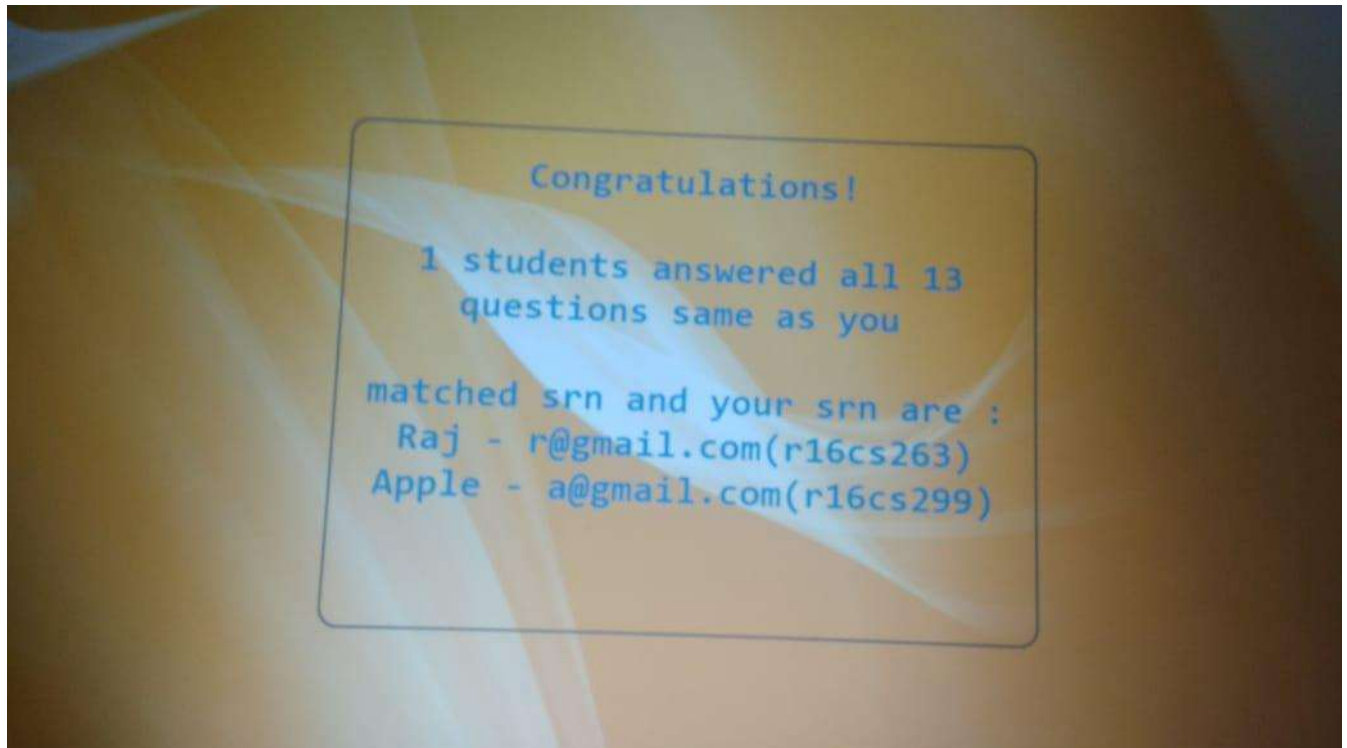 Congratulations!
1 students answered all 13
questions same as you
matched srn and your srn are :
Raj - r@gmail.com(r16cs263)
Apple - a@gmail.com(r16cs299)